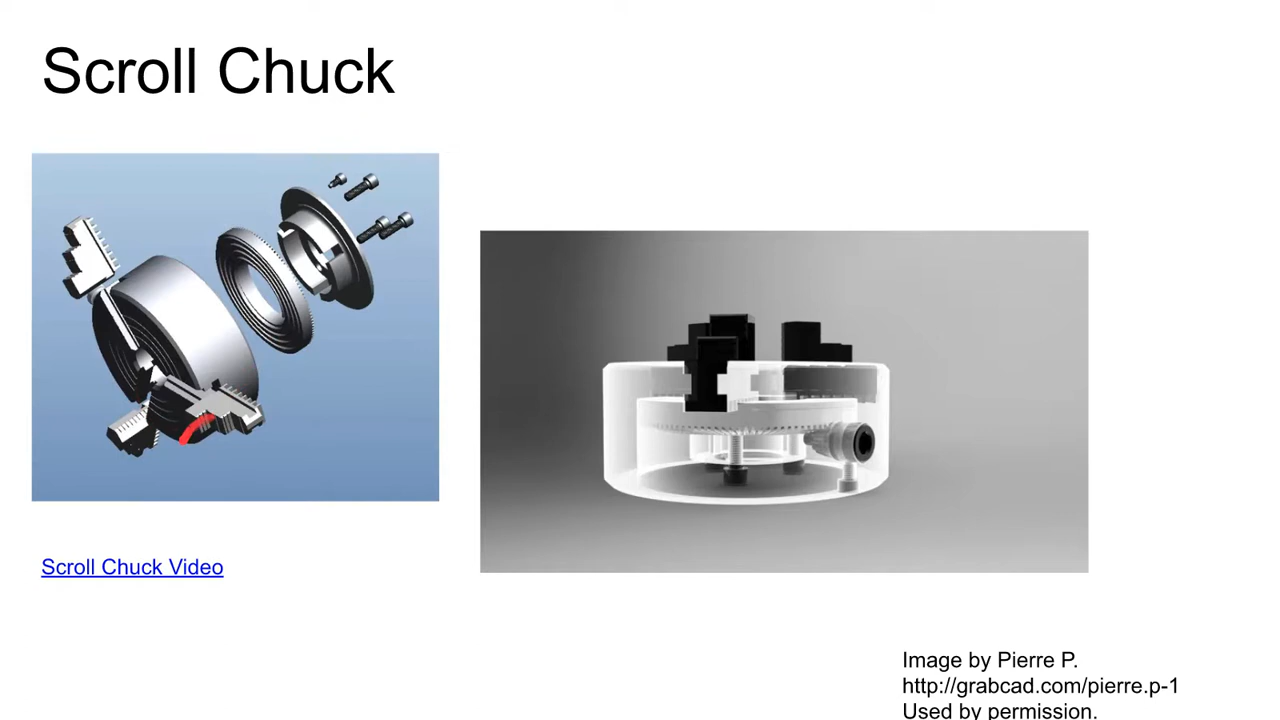 Scroll Chuck
Scroll Chuck Video
Image by Pierre P.
http://grabcad.com/pierre.p-1
Used by permission.